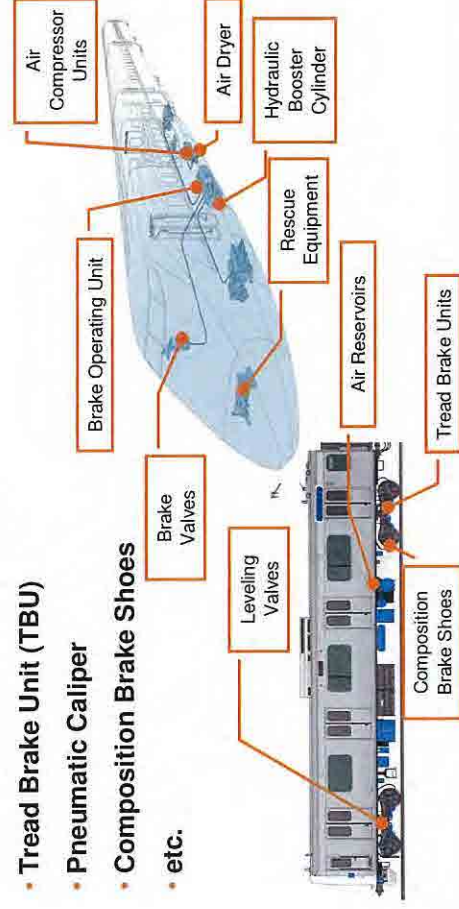 • Tread Brake Unit (TBU)
• Pneumatic Caliper
• Composition Brake Shoes
• etc.
Air
Compressor
Units
Air Dryer
Hydraulic
Booster
Cylinder
Brake Operating Unit
Rescue
Equipment
Brake
Valves
Leveling
Valves
Air Reservoirs
Composition
Brake Shoes
Tread Brake Units